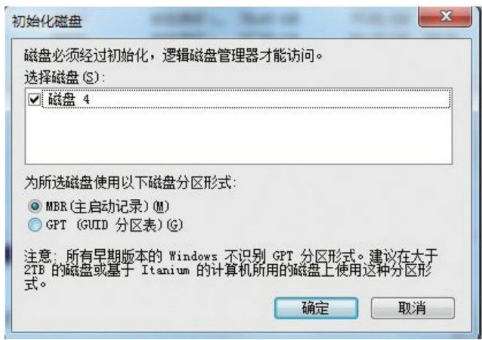 初始化磁盘
磁盘必须经过初始化，逻辑磁盘管理器才能访问。
选择磁盘(S):
磁盘 4
为所选磁盘使用以下磁盘分区形式:
MBR(主启动记录)(M)
GPT (GUID 分区表)(G)
注意: 所有早期版本的 Windows 不识别 GPT 分区形式。建议在大于
2TB 的磁盘或基于 Itanium 的计算机所用的磁盘上使用这种分区形
式。
确定 取消